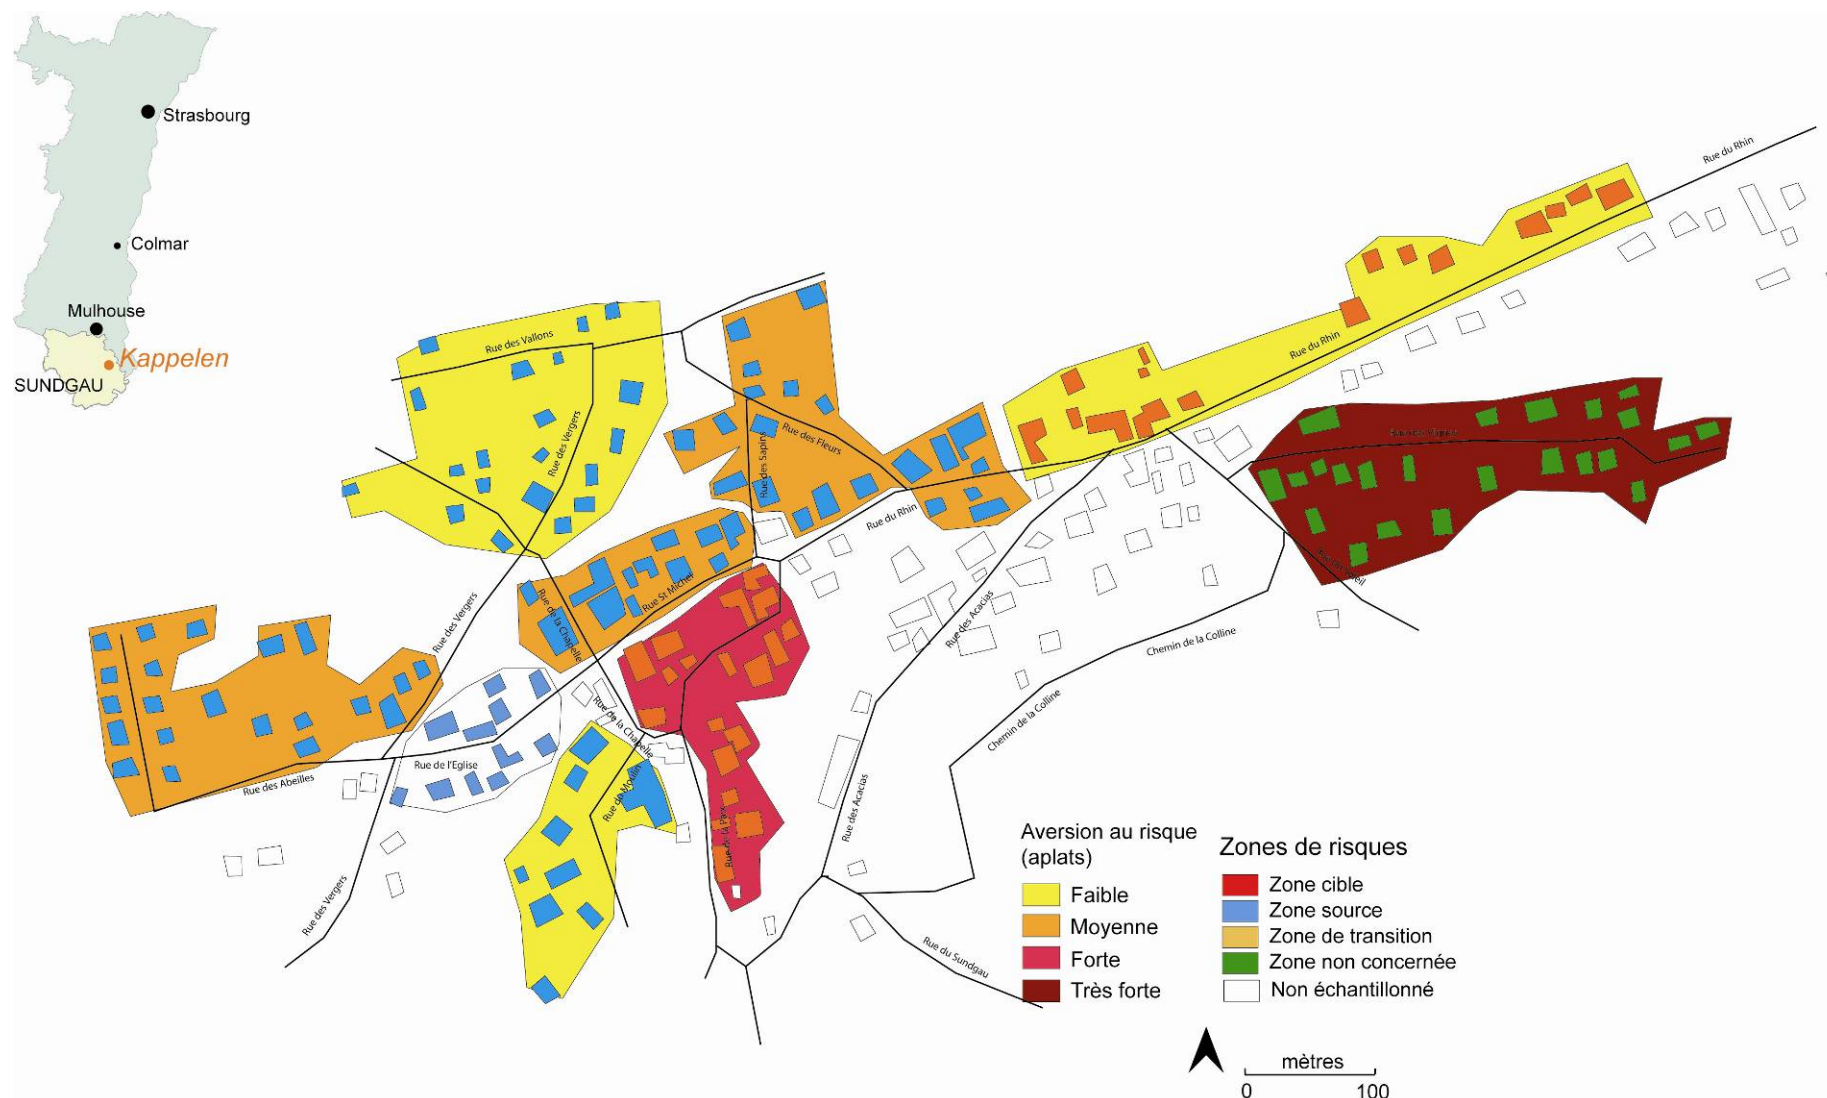 Strasbourg
Colmar
Mulhouse
Kappelen
SUNDGAU
Rue du Rhin
Rue du Rhin
Rue des Vallons
Rue des Vergers
Rue des Sapins
Rue des Fleurs
Rue du Rhin
Rue St Michel
Rue de la Chapelle
Rue des Vergers
Rue des Acacias
Chemin de la Colline
Chemin de la Colline
Rue de la Chapelle
Rue de l'Eglise
Rue des Abeilles
Rue du Moulin
Rue de la Paix
Rue des Acacias
Rue des Vergers
Rue du Sundgau
Aversion au risque
(aplats)
Faible
Moyenne
Forte
Très forte
Zones de risques
Zone cible
Zone source
Zone de transition
Zone non concernée
Non échantillonné
mètres
0 100